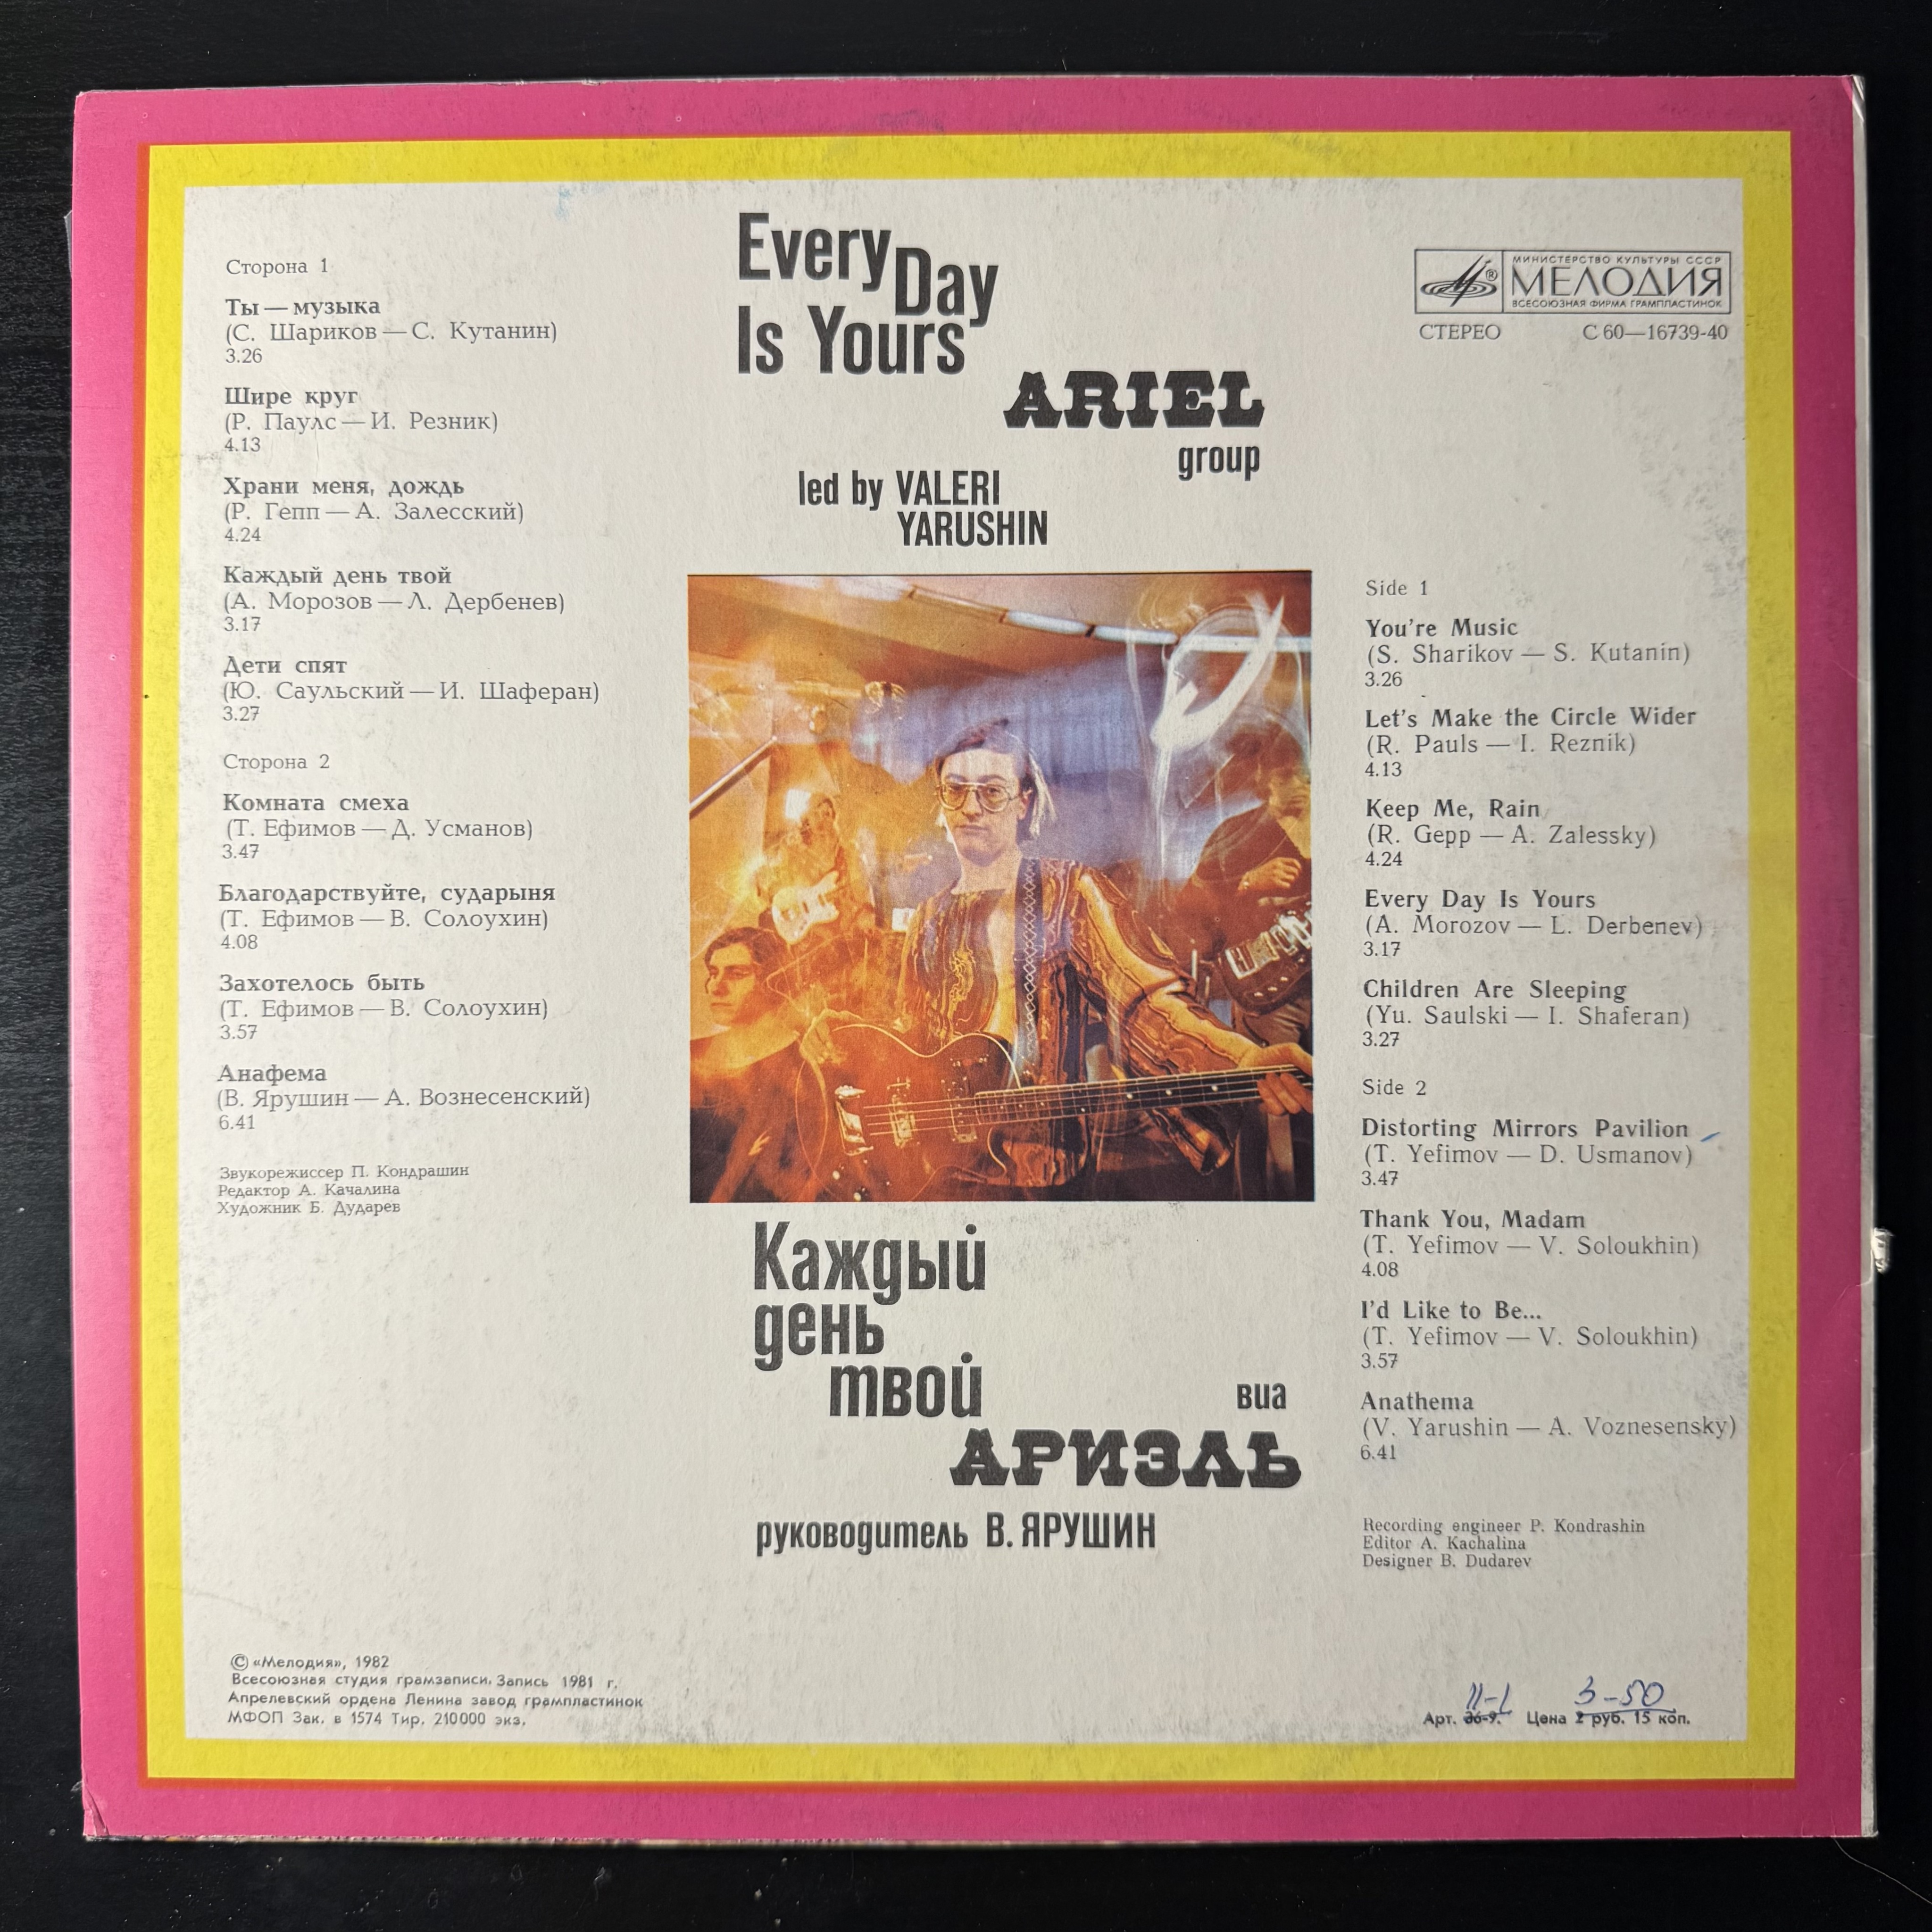 Every Day
Is Yours
ARIEL
group
led by VALERI
YARUSHIN
МИНИСТЕРСТВО КУЛЬТУРЫ СССР
МЕЛОДИЯ
ВСЕСОЮЗНАЯ ФИРМА ГРАМПЛАСТИНОК
СТЕРЕО С 60—16739-40
Сторона 1
Ты — музыка
(С. Шариков — С. Кутанин)
3.26
Шире круг
(Р. Паулс — И. Резник)
4.13
Храни меня, дождь
(Р. Гепп — А. Залесский)
4.24
Каждый день твой
(А. Морозов — Л. Дербенев)
3.17
Дети спят
(Ю. Саульский — И. Шаферан)
3.27
Сторона 2
Комната смеха
(Т. Ефимов — Д. Усманов)
3.47
Благодарствуйте, сударыня
(Т. Ефимов — В. Солоухин)
4.08
Захотелось быть
(Т. Ефимов — В. Солоухин)
3.57
Анафема
(В. Ярушин — А. Вознесенский)
6.41
Звукорежиссер П. Кондрашин
Редактор А. Качалина
Художник Б. Дударев
Side 1
You're Music
(S. Sharikov — S. Kutanin)
3.26
Let's Make the Circle Wider
(R. Pauls — I. Reznik)
4.13
Keep Me, Rain
(R. Gepp — A. Zalessky)
4.24
Every Day Is Yours
(A. Morozov — L. Derbenev)
3.17
Children Are Sleeping
(Yu. Saulski — I. Shaferan)
3.27
Side 2
Distorting Mirrors Pavilion
(T. Yefimov — D. Usmanov)
3.47
Thank You, Madam
(T. Yefimov — V. Soloukhin)
4.08
I'd Like to Be...
(T. Yefimov — V. Soloukhin)
3.57
Anathema
(V. Yarushin — A. Voznesensky)
6.41
Recording engineer P. Kondrashin
Editor A. Kachalina
Designer B. Dudarev
Каждый
день
твой
виа
АРИЭЛЬ
руководитель В. ЯРУШИН
© «Мелодия», 1982
Всесоюзная студия грамзаписи. Запись 1981 г.
Апрелевский ордена Ленина завод грампластинок
МФОП Зак. в 1574 Тир. 210000 экз.
11-1 3-50
Арт. 36-9. Цена 2 руб. 15 коп.